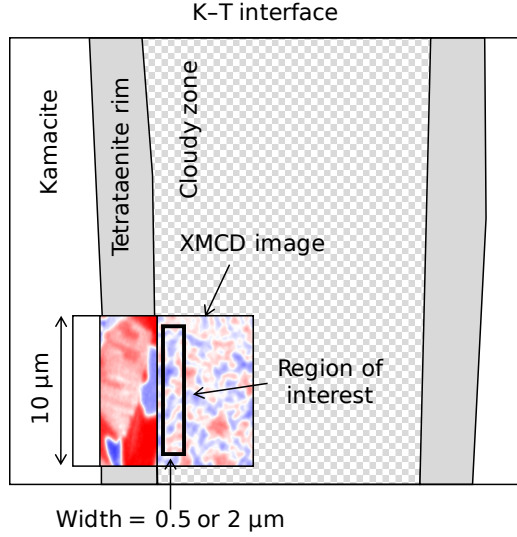 K–T interface
Kamacite
Tetrataenite rim
Cloudy zone
XMCD image
Region of
interest
10 μm
Width = 0.5 or 2 μm